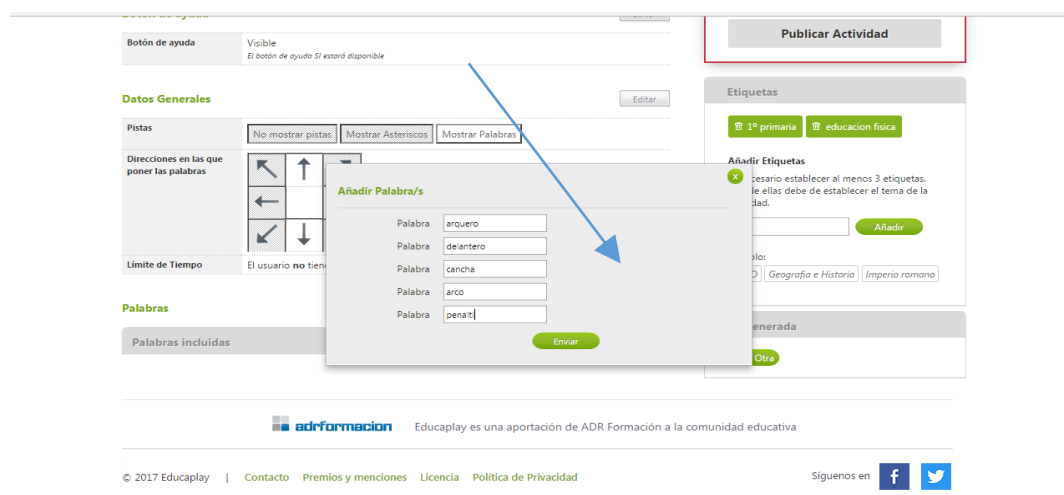 Botón de ayuda
Visible
El botón de ayuda SI estará disponible
Datos Generales
Editar
Pistas
No mostrar pistas
Mostrar Asteriscos
Mostrar Palabras
Direcciones en las que
poner las palabras
Límite de Tiempo
El usuario no tien
Palabras
Palabras incluidas
Añadir Palabra/s
x
Palabra arquero
Palabra delantero
Palabra cancha
Palabra arco
Palabra penalti
Enviar
Publicar Actividad
Etiquetas
1º primaria
educacion fisica
Añadir Etiquetas
cesario establecer al menos 3 etiquetas.
e ellas debe de establecer el tema de la
dad.
Añadir
lo:
Geografia e Historia
Imperio romano
enerada
Otra
adrformacion
Educaplay es una aportación de ADR Formación a la comunidad educativa
© 2017 Educaplay | Contacto Premios y menciones Licencia Política de Privacidad
Siguenos en f